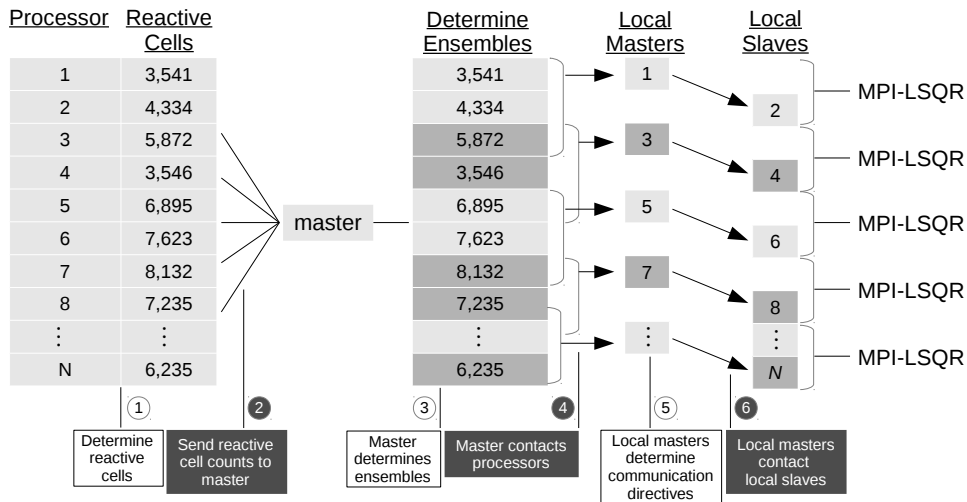 Processor Reactive Cells Determine Ensembles Local Masters Local Slaves
1 3,541 3,541 1 MPI-LSQR
2 4,334 4,334 2
3 5,872 5,872 3 MPI-LSQR
4 3,546 3,546 4
5 6,895 6,895 5 MPI-LSQR
master
6 7,623 7,623 6
7 8,132 8,132 7 MPI-LSQR
8 7,235 7,235 8
⋮ ⋮ ⋮ ⋮ ⋮ MPI-LSQR
N 6,235 6,235 N
1 2 3 4 5 6
Determine reactive cells
Send reactive cell counts to master
Master determines ensembles
Master contacts processors
Local masters determine communication directives
Local masters contact local slaves